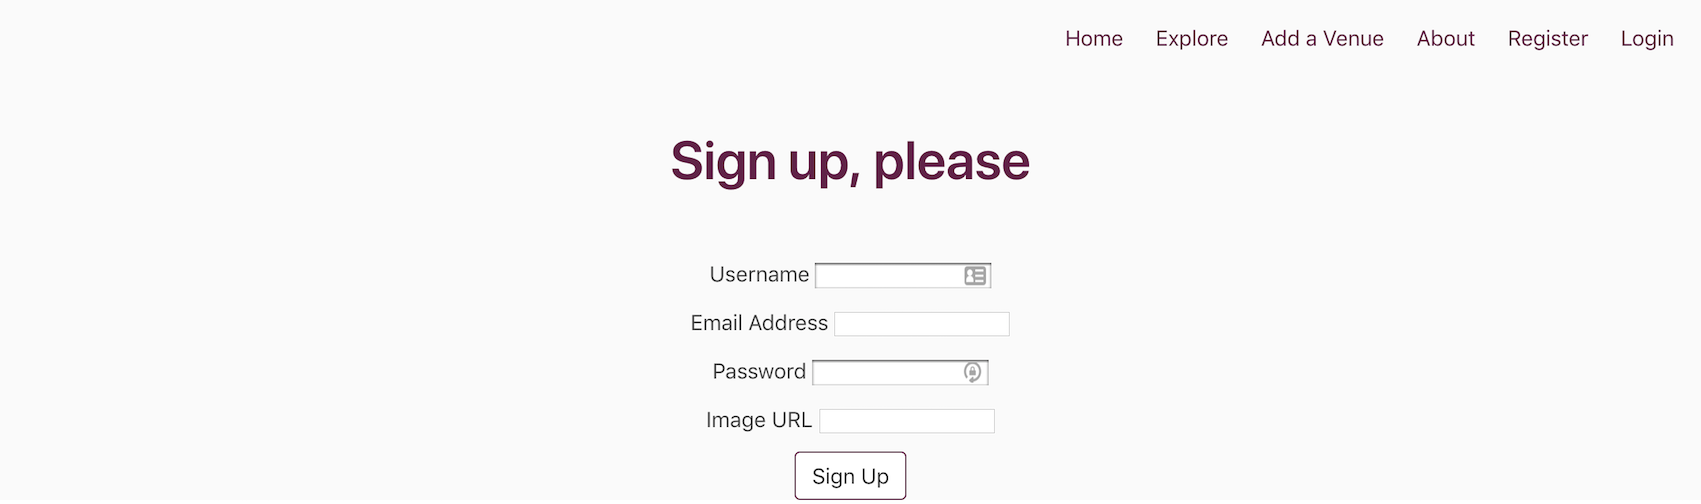 Home Explore Add a Venue About Register Login
Sign up, please
Username
Email Address
Password
Image URL
Sign Up